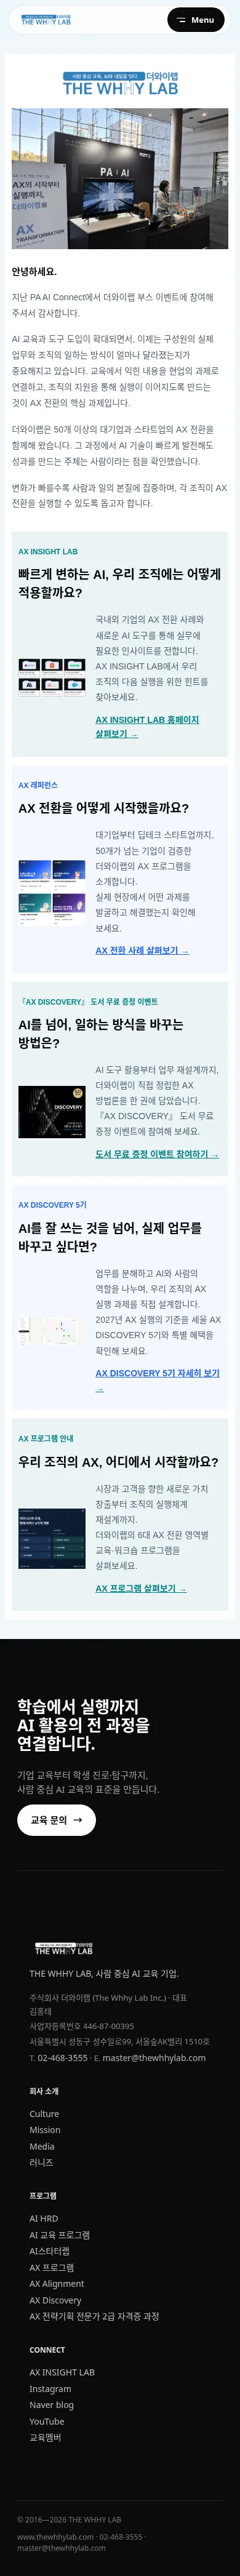 THE WHHY LAB
Menu
사람 중심 교육, AI와 내일을 잇다 더와이랩
THE WHHY LAB
PA AI
AX의 시작부터
실행까지,
더와이랩
AX
TRANSFORMATION
안녕하세요.
지난 PA AI Connect에서 더와이랩 부스 이벤트에 참여해
주셔서 감사합니다.
AI 교육과 도구 도입이 확대되면서, 이제는 구성원의 실제
업무와 조직의 일하는 방식이 얼마나 달라졌는지가
중요해지고 있습니다. 교육에서 익힌 내용을 현업의 과제로
연결하고, 조직의 지원을 통해 실행이 이어지도록 만드는
것이 AX 전환의 핵심 과제입니다.
더와이랩은 50개 이상의 대기업과 스타트업의 AX 전환을
함께해 왔습니다. 그 과정에서 AI 기술이 빠르게 발전해도
성과를 만드는 주체는 사람이라는 점을 확인했습니다.
변화가 빠를수록 사람과 일의 본질에 집중하며, 각 조직이 AX
전환을 실행할 수 있도록 돕고자 합니다.
AX INSIGHT LAB
빠르게 변하는 AI, 우리 조직에는 어떻게
적용할까요?
국내외 기업의 AX 전환 사례와
새로운 AI 도구를 통해 실무에
필요한 인사이트를 전합니다.
AX INSIGHT LAB에서 우리
조직의 다음 실행을 위한 힌트를
찾아보세요.
AX INSIGHT LAB 홈페이지
살펴보기 →
AX 레퍼런스
AX 전환을 어떻게 시작했을까요?
대기업부터 딥테크 스타트업까지,
50개가 넘는 기업이 검증한
더와이랩의 AX 프로그램을
소개합니다.
실제 현장에서 어떤 과제를
발굴하고 해결했는지 확인해
보세요.
AX 전환 사례 살펴보기 →
『AX DISCOVERY』 도서 무료 증정 이벤트
AI를 넘어, 일하는 방식을 바꾸는
방법은?
DISCOVERY
AI 도구 활용부터 업무 재설계까지,
더와이랩이 직접 정립한 AX
방법론을 한 권에 담았습니다.
『AX DISCOVERY』 도서 무료
증정 이벤트에 참여해 보세요.
도서 무료 증정 이벤트 참여하기 →
AX DISCOVERY 5기
AI를 잘 쓰는 것을 넘어, 실제 업무를
바꾸고 싶다면?
업무를 분해하고 AI와 사람의
역할을 나누며, 우리 조직의 AX
실행 과제를 직접 설계합니다.
2027년 AX 실행의 기준을 세울 AX
DISCOVERY 5기와 특별 혜택을
확인해 보세요.
AX DISCOVERY 5기 자세히 보기
→
AX 프로그램 안내
우리 조직의 AX, 어디에서 시작할까요?
시장과 고객을 향한 새로운 가치
창출부터 조직의 실행체계
재설계까지.
더와이랩의 6대 AX 전환 영역별
교육·워크숍 프로그램을
살펴보세요.
AX 프로그램 살펴보기 →
학습에서 실행까지
AI 활용의 전 과정을
연결합니다.
기업 교육부터 학생 진로·탐구까지,
사람 중심 AI 교육의 표준을 만듭니다.
교육 문의 →
THE WHHY LAB
THE WHHY LAB, 사람 중심 AI 교육 기업.
주식회사 더와이랩 (The Whhy Lab Inc.) · 대표
김홍태
사업자등록번호 446-87-00395
서울특별시 성동구 성수일로99, 서울숲AK밸리 1510호
T. 02-468-3555 · E. master@thewhhylab.com
회사 소개
Culture
Mission
Media
러니즈
프로그램
AI HRD
AI 교육 프로그램
AI스타터랩
AX 프로그램
AX Alignment
AX Discovery
AX 전략기획 전문가 2급 자격증 과정
CONNECT
AX INSIGHT LAB
Instagram
Naver blog
YouTube
교육멤버
© 2016—2026 THE WHHY LAB
www.thewhhylab.com · 02-468-3555 ·
master@thewhhylab.com